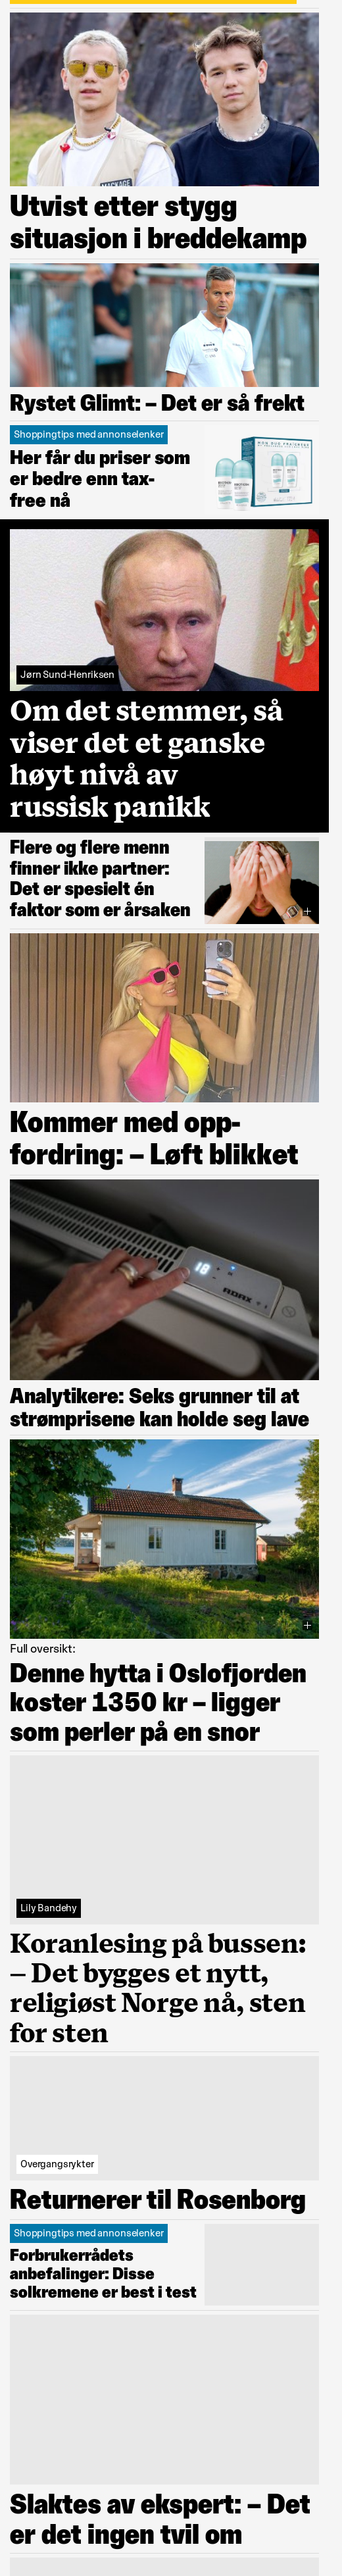 Utvist etter stygg
situasjon i breddekamp
Rystet Glimt: – Det er så frekt
Shoppingtips med annonselenker
Her får du priser som
er bedre enn tax-
free nå
Jørn Sund-Henriksen
Om det stemmer, så
viser det et ganske
høyt nivå av
russisk panikk
Flere og flere menn
finner ikke partner:
Det er spesielt én
faktor som er årsaken
Kommer med opp-
fordring: – Løft blikket
18
ADAX
Analytikere: Seks grunner til at
strømprisene kan holde seg lave
Full oversikt:
Denne hytta i Oslofjorden
koster 1350 kr – ligger
som perler på en snor
Lily Bandehy
Koranlesing på bussen:
– Det bygges et nytt,
religiøst Norge nå, sten
for sten
Overgangsrykter
Returnerer til Rosenborg
Shoppingtips med annonselenker
Forbrukerrådets
anbefalinger: Disse
solkremene er best i test
Slaktes av ekspert: – Det
er det ingen tvil om